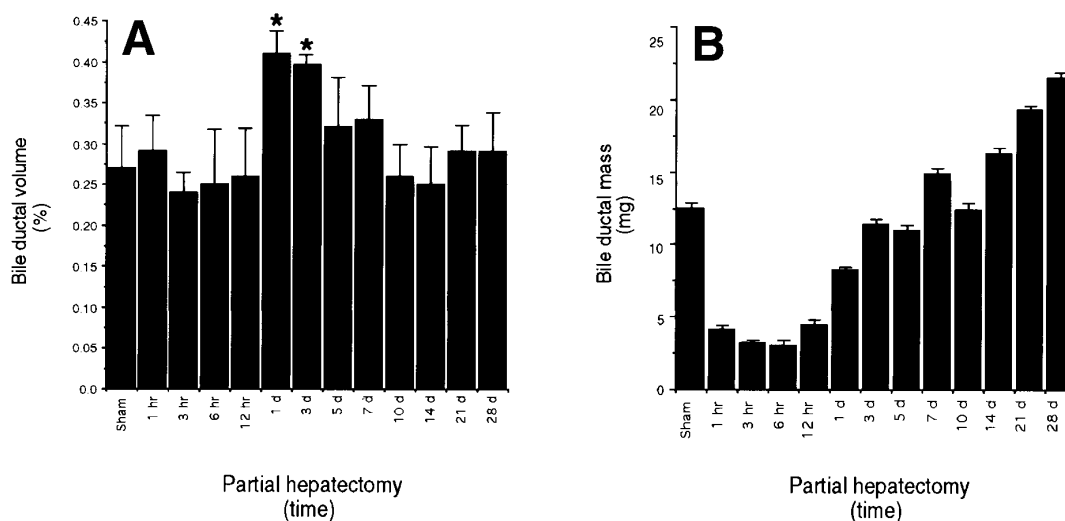 A
Bile ductal volume
(%)
0.45
0.40
0.35
0.30
0.25
0.20
0.15
0.10
0.05
0.0
* *
Sham 1 hr 3 hr 6 hr 12 hr 1 d 3 d 5 d 7 d 10 d 14 d 21 d 28 d
Partial hepatectomy
(time)
B
Bile ductal mass
(mg)
25
20
15
10
5
0
Sham 1 hr 3 hr 6 hr 12 hr 1 d 3 d 5 d 7 d 10 d 14 d 21 d 28 d
Partial hepatectomy
(time)